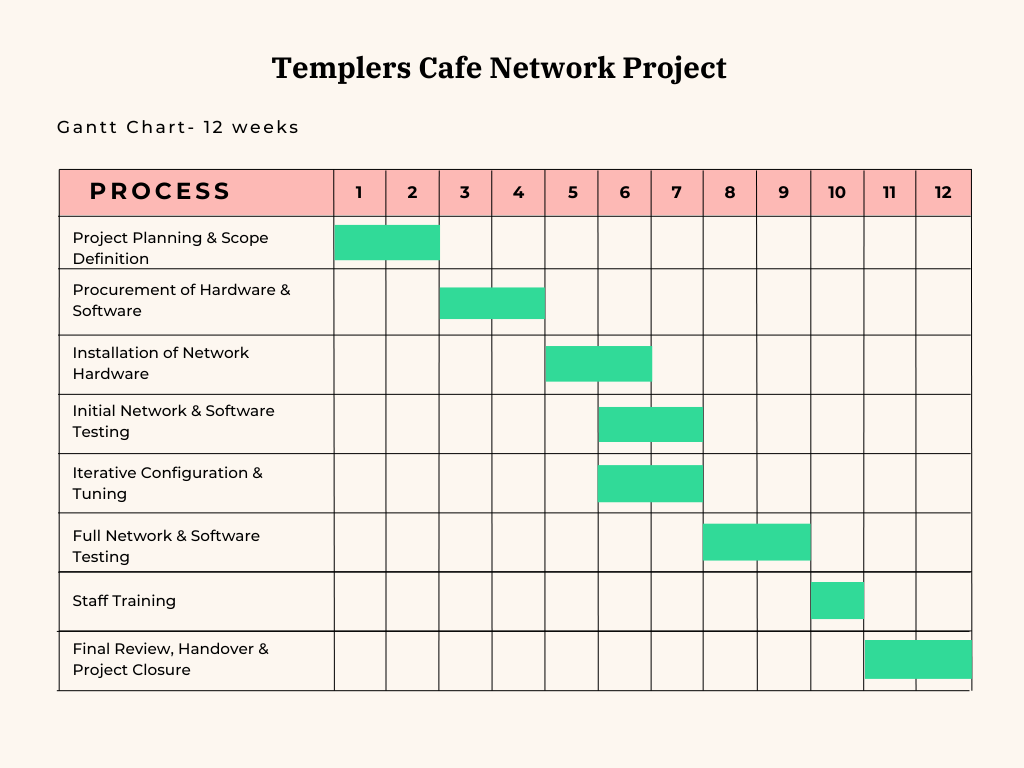 Templers Cafe Network Project
Gantt Chart- 12 weeks
PROCESS 1 2 3 4 5 6 7 8 9 10 11 12
Project Planning & Scope
Definition
Procurement of Hardware &
Software
Installation of Network
Hardware
Initial Network & Software
Testing
Iterative Configuration &
Tuning
Full Network & Software
Testing
Staff Training
Final Review, Handover &
Project Closure